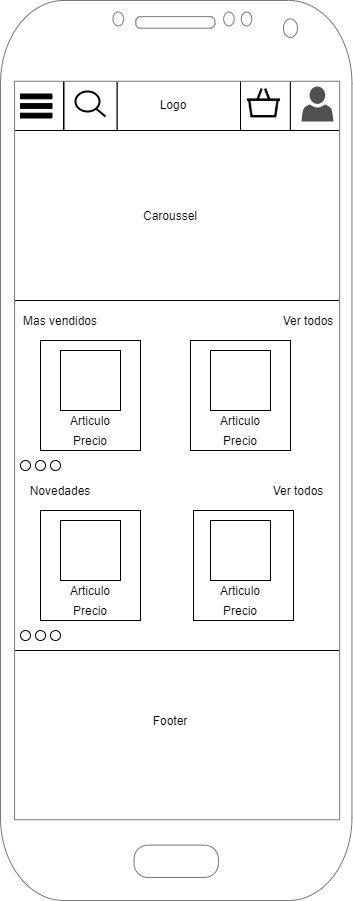 Logo
Caroussel
Mas vendidos Ver todos
Articulo Articulo
Precio Precio
Novedades Ver todos
Articulo Articulo
Precio Precio
Footer